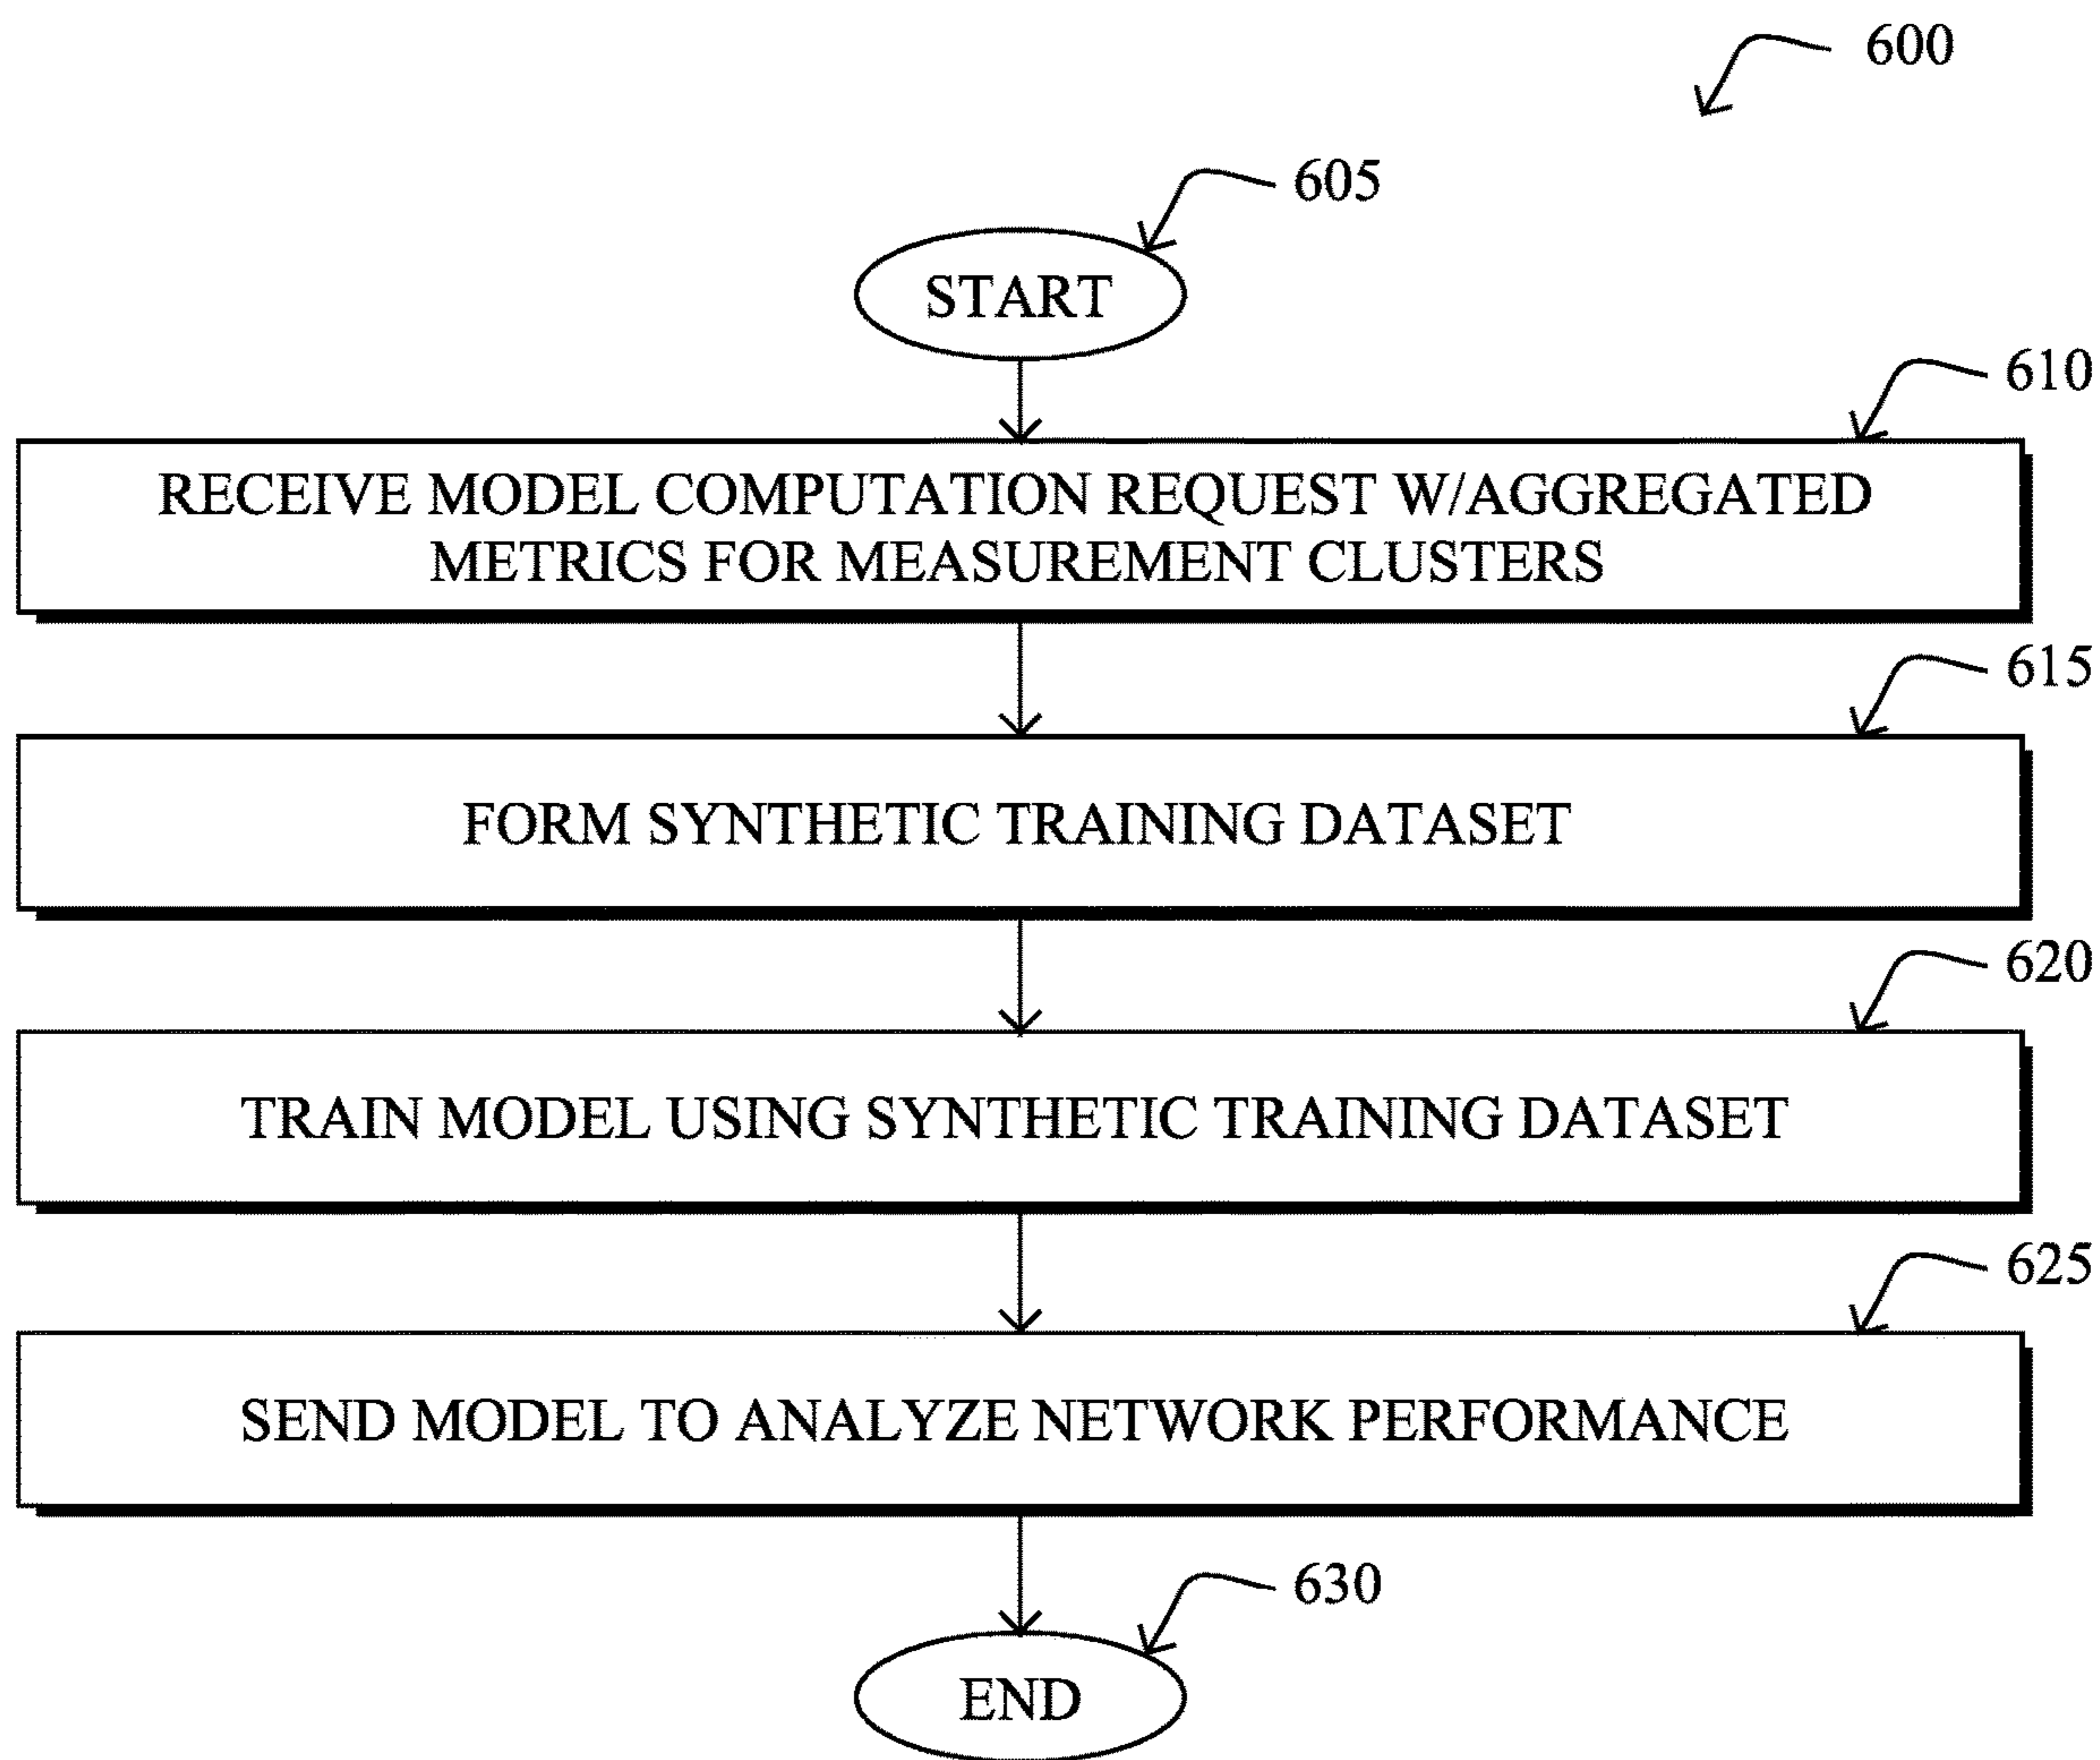 600
605
START
610
RECEIVE MODEL COMPUTATION REQUEST W/AGGREGATED
METRICS FOR MEASUREMENT CLUSTERS
615
FORM SYNTHETIC TRAINING DATASET
620
TRAIN MODEL USING SYNTHETIC TRAINING DATASET
625
SEND MODEL TO ANALYZE NETWORK PERFORMANCE
630
END